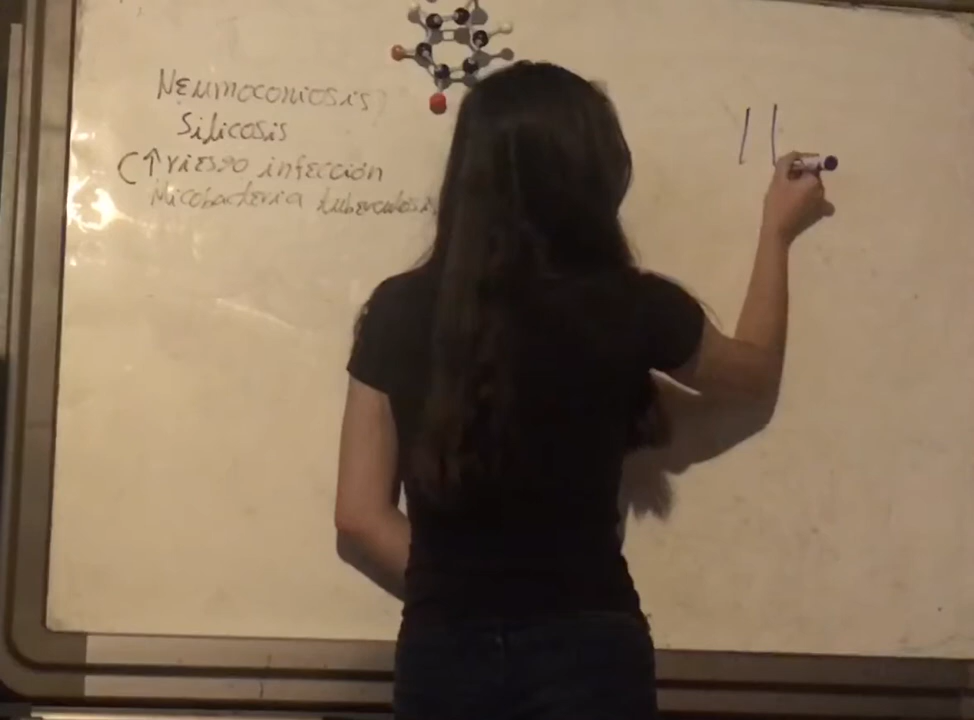 Neumoconiosis
Silicosis
(↑riesgo infección
Micobacteria tuberculosis